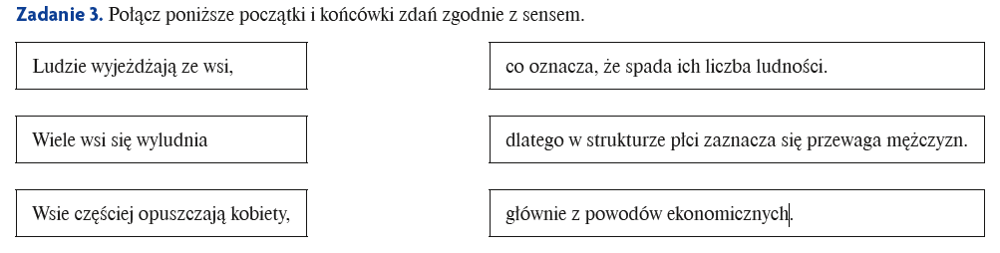 Zadanie 3. Połącz poniższe początki i końcówki zdań zgodnie z sensem.
Ludzie wyjeżdżają ze wsi,
co oznacza, że spada ich liczba ludności.
Wiele wsi się wyludnia
dlatego w strukturze płci zaznacza się przewaga mężczyzn.
Wsie częściej opuszczają kobiety,
głównie z powodów ekonomicznych.